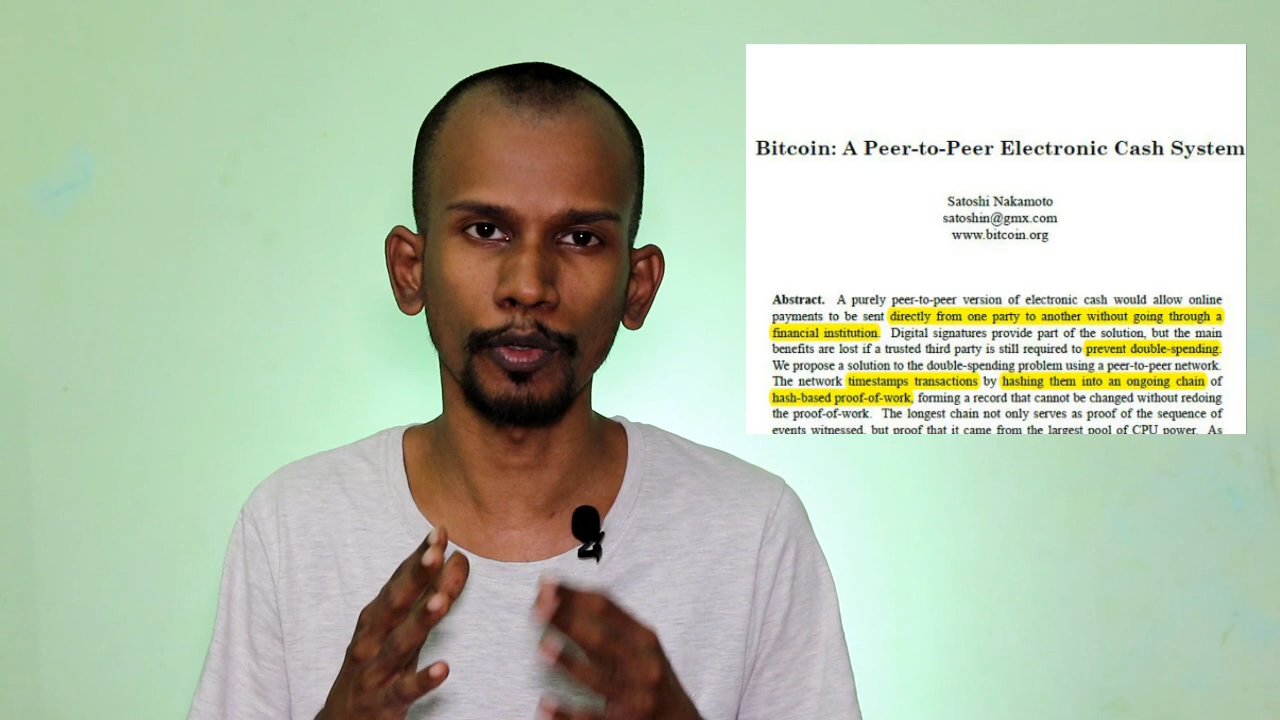 Bitcoin: A Peer-to-Peer Electronic Cash System
Satoshi Nakamoto
satoshin@gmx.com
www.bitcoin.org
Abstract. A purely peer-to-peer version of electronic cash would allow online
payments to be sent directly from one party to another without going through a
financial institution. Digital signatures provide part of the solution, but the main
benefits are lost if a trusted third party is still required to prevent double-spending.
We propose a solution to the double-spending problem using a peer-to-peer network.
The network timestamps transactions by hashing them into an ongoing chain of
hash-based proof-of-work, forming a record that cannot be changed without redoing
the proof-of-work. The longest chain not only serves as proof of the sequence of
events witnessed, but proof that it came from the largest pool of CPU power. As